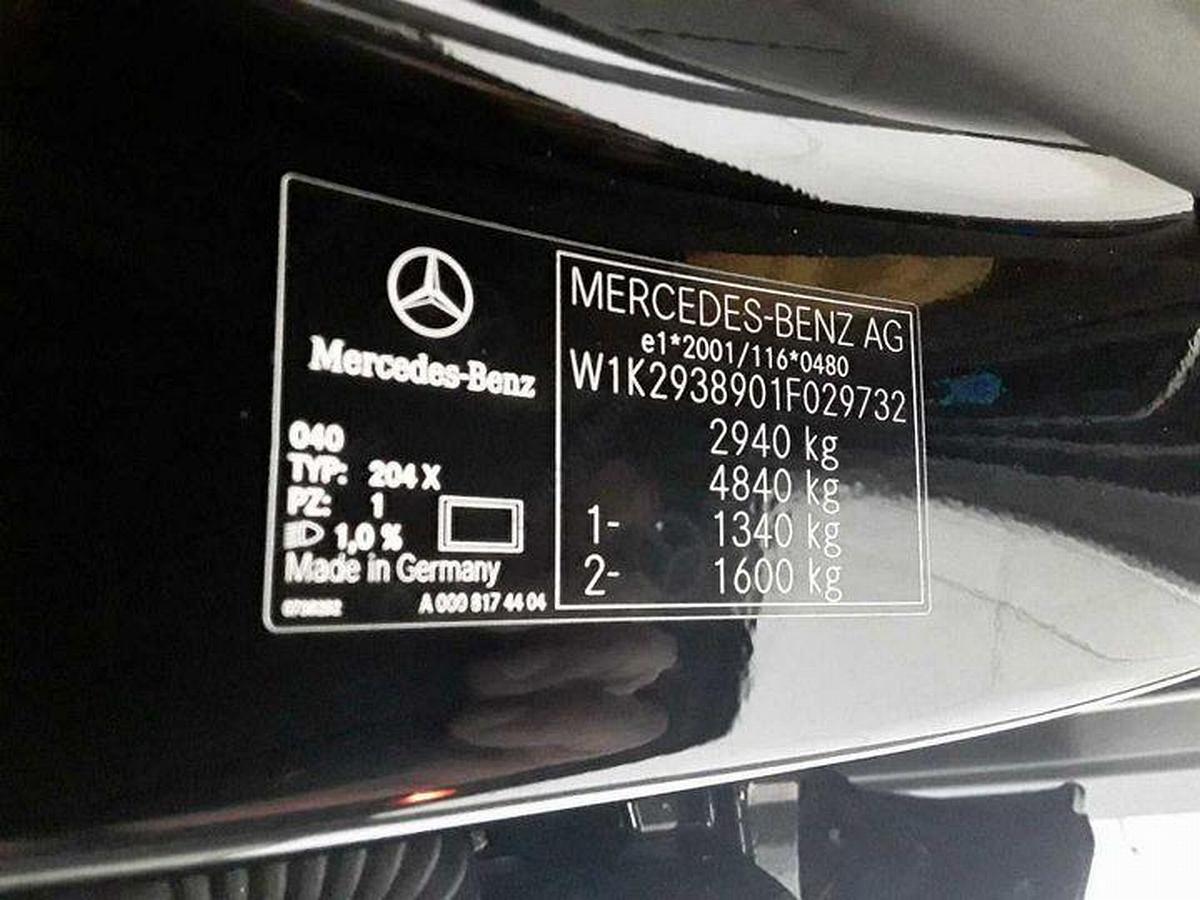 Mercedes-Benz
040
TYP: 204 X
PZ: 1
1,0 %
Made in Germany
A 000 817 44 04
MERCEDES-BENZ AG
e1*2001/116*0480
W1K2938901F029732
2940 kg
4840 kg
1- 1340 kg
2- 1600 kg